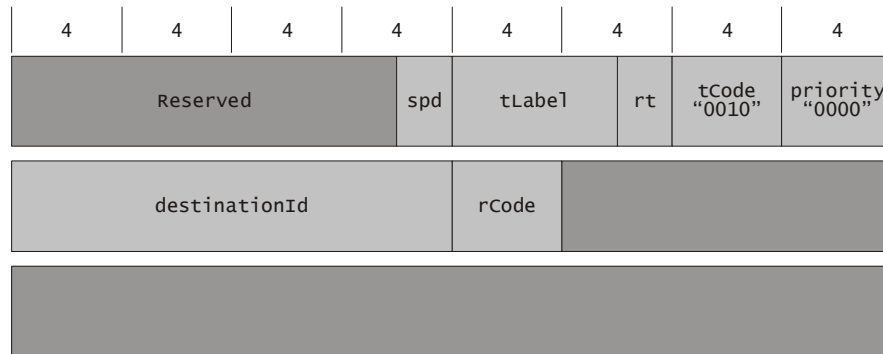 4 4 4 4 4 4 4 4
Reserved spd tLabel rt tCode priority
“0010” “0000”
destinationId rCode